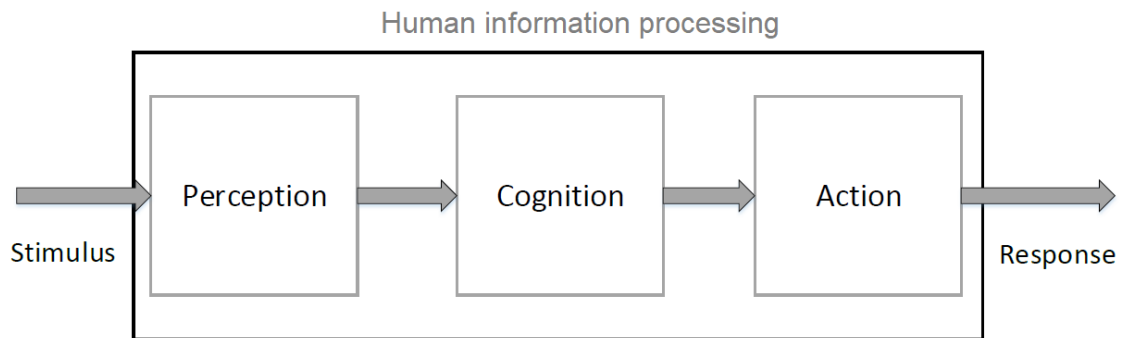 Human information processing
Perception
Cognition
Action
Stimulus
Response